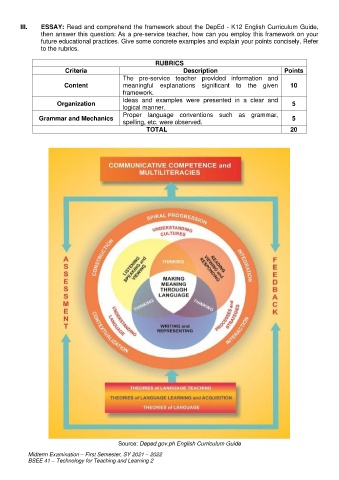 III. ESSAY: Read and comprehend the framework about the DepEd - K12 English Curriculum Guide,
then answer this question: As a pre-service teacher, how can you employ this framework on your
future educational practices. Give some concrete examples and explain your points concisely. Refer
to the rubrics.
RUBRICS
Criteria Description Points
Content The pre-service teacher provided information and meaningful explanations significant to the given framework. 10
Organization Ideas and examples were presented in a clear and logical manner. 5
Grammar and Mechanics Proper language conventions such as grammar, spelling, etc. were observed. 5
TOTAL 20
COMMUNICATIVE COMPETENCE and
MULTILITERACIES
SPIRAL PROGRESSION
UNDERSTANDING
CULTURES
CONSTRUCTION
INTEGRATION
LISTENING
SPEAKING and
VIEWING
THINKING
READING
VIEWING and
RESPONDING
ASSESSMENT
FEEDBACK
MAKING
MEANING
THROUGH
LANGUAGE
THINKING
THINKING
WRITING and
REPRESENTING
UNDERSTANDING
LANGUAGE
PROCESSES and
STRATEGIES
CONTEXTUALIZATION
INTERACTION
THEORIES of LANGUAGE TEACHING
THEORIES of LANGUAGE LEARNING and ACQUISITION
THEORIES of LANGUAGE
Source: Deped.gov.ph English Curriculum Guide
Midterm Examination – First Semester, SY 2021 – 2022
BSEE 41 – Technology for Teaching and Learning 2